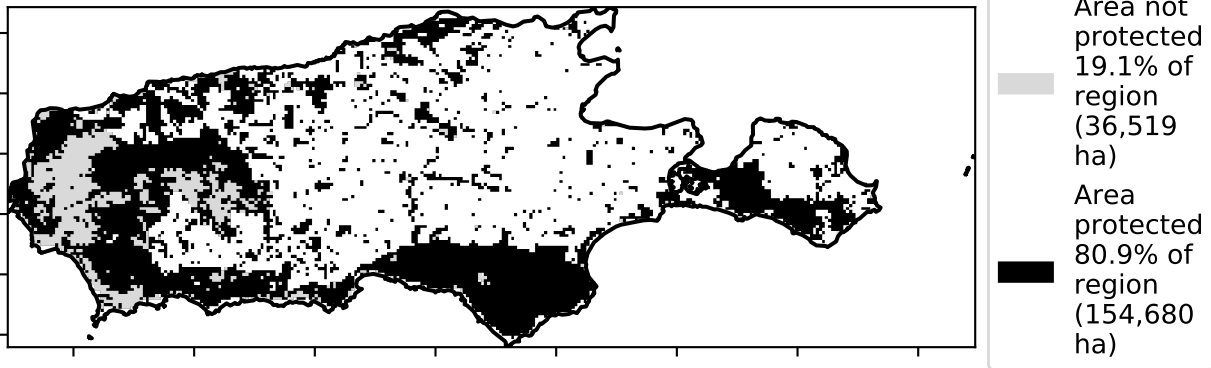 Area not
protected
19.1% of
region
(36,519
ha)
Area
protected
80.9% of
region
(154,680
ha)